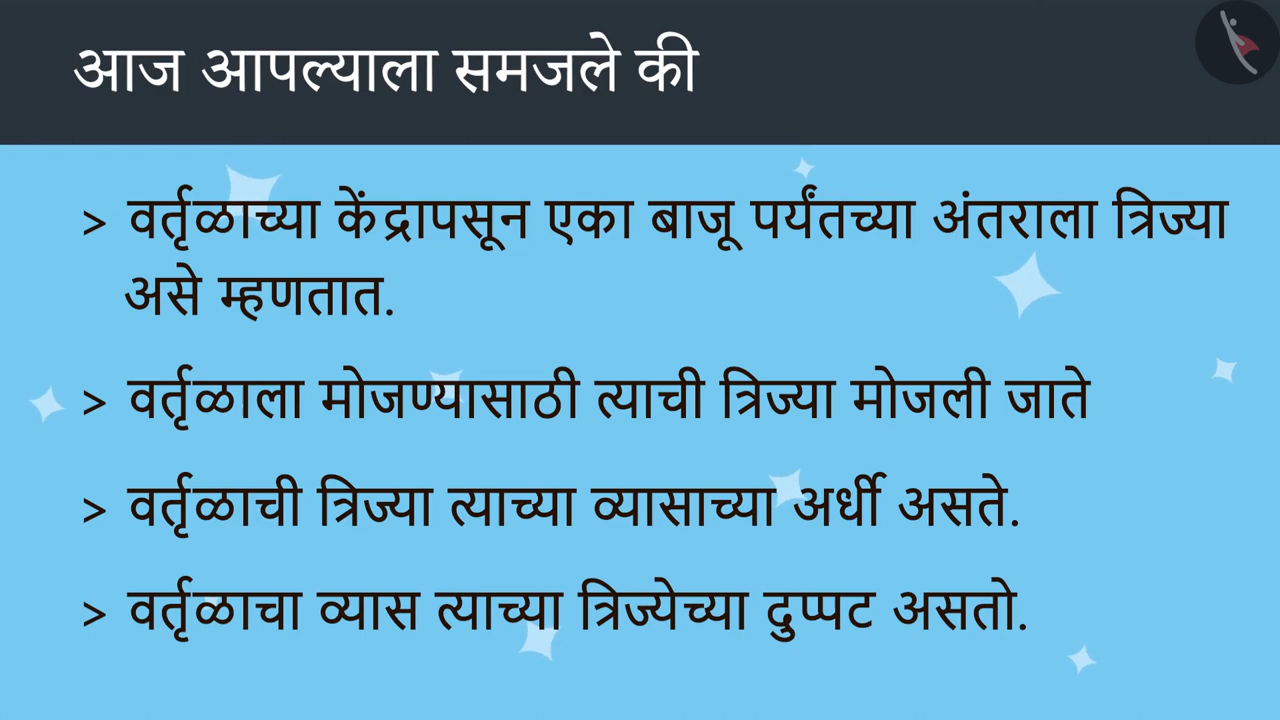 आज आपल्याला समजले की
> वर्तृळाच्या केंद्रापसून एका बाजू पर्यंतच्या अंतराला त्रिज्या
असे म्हणतात.
> वर्तृळाला मोजण्यासाठी त्याची त्रिज्या मोजली जाते
> वर्तृळाची त्रिज्या त्याच्या व्यासाच्या अर्धी असते.
> वर्तृळाचा व्यास त्याच्या त्रिज्येच्या दुप्पट असतो.